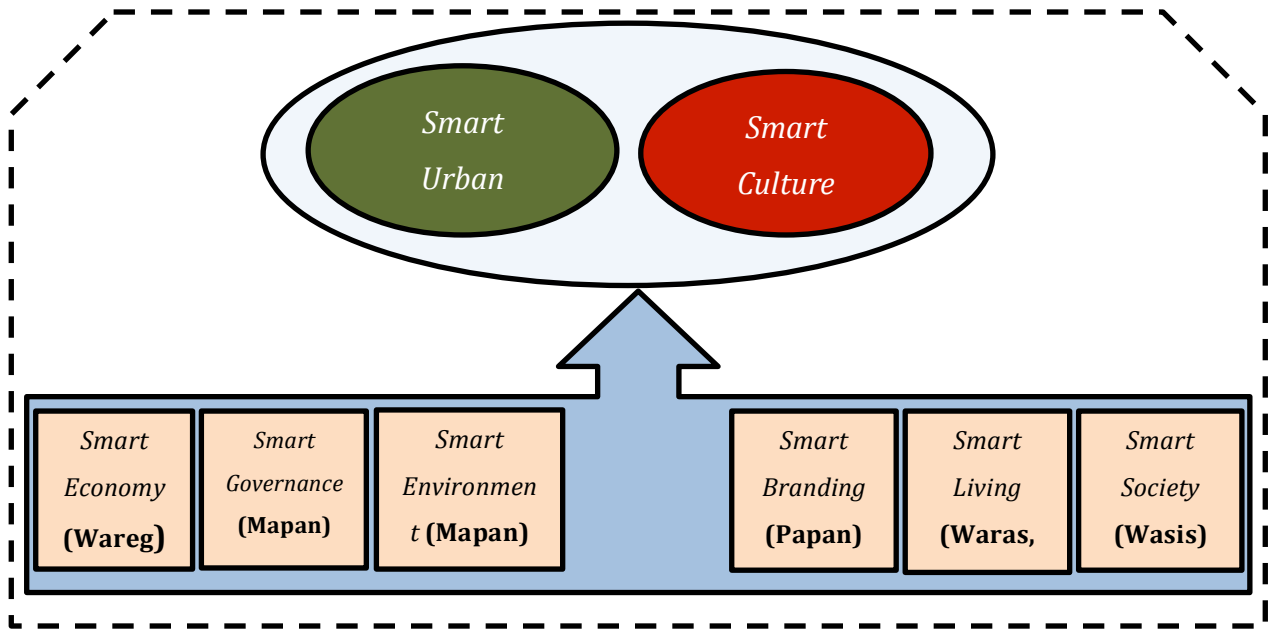 Smart
Urban
Smart
Culture
Smart
Economy
(Wareg)
Smart
Governance
(Mapan)
Smart
Environmen
t (Mapan)
Smart
Branding
(Papan)
Smart
Living
(Waras,
Smart
Society
(Wasis)